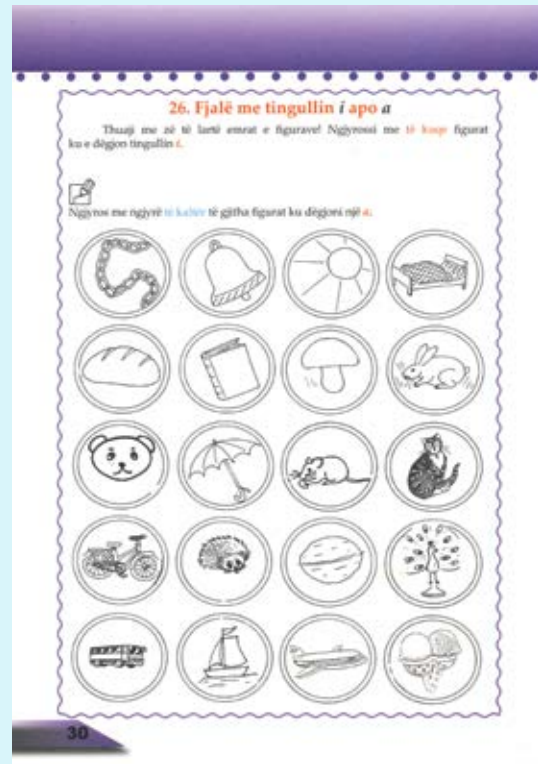 26. Fjalë me tingullin i apo a
Thuaji me zë të lartë emrat e figurave! Ngjyrossi me të kuqe figurat
ku e dëgjon tingullin i.
Ngjyros me ngjyrë të kaltër të gjitha figurat ku dëgjoni një a.
30